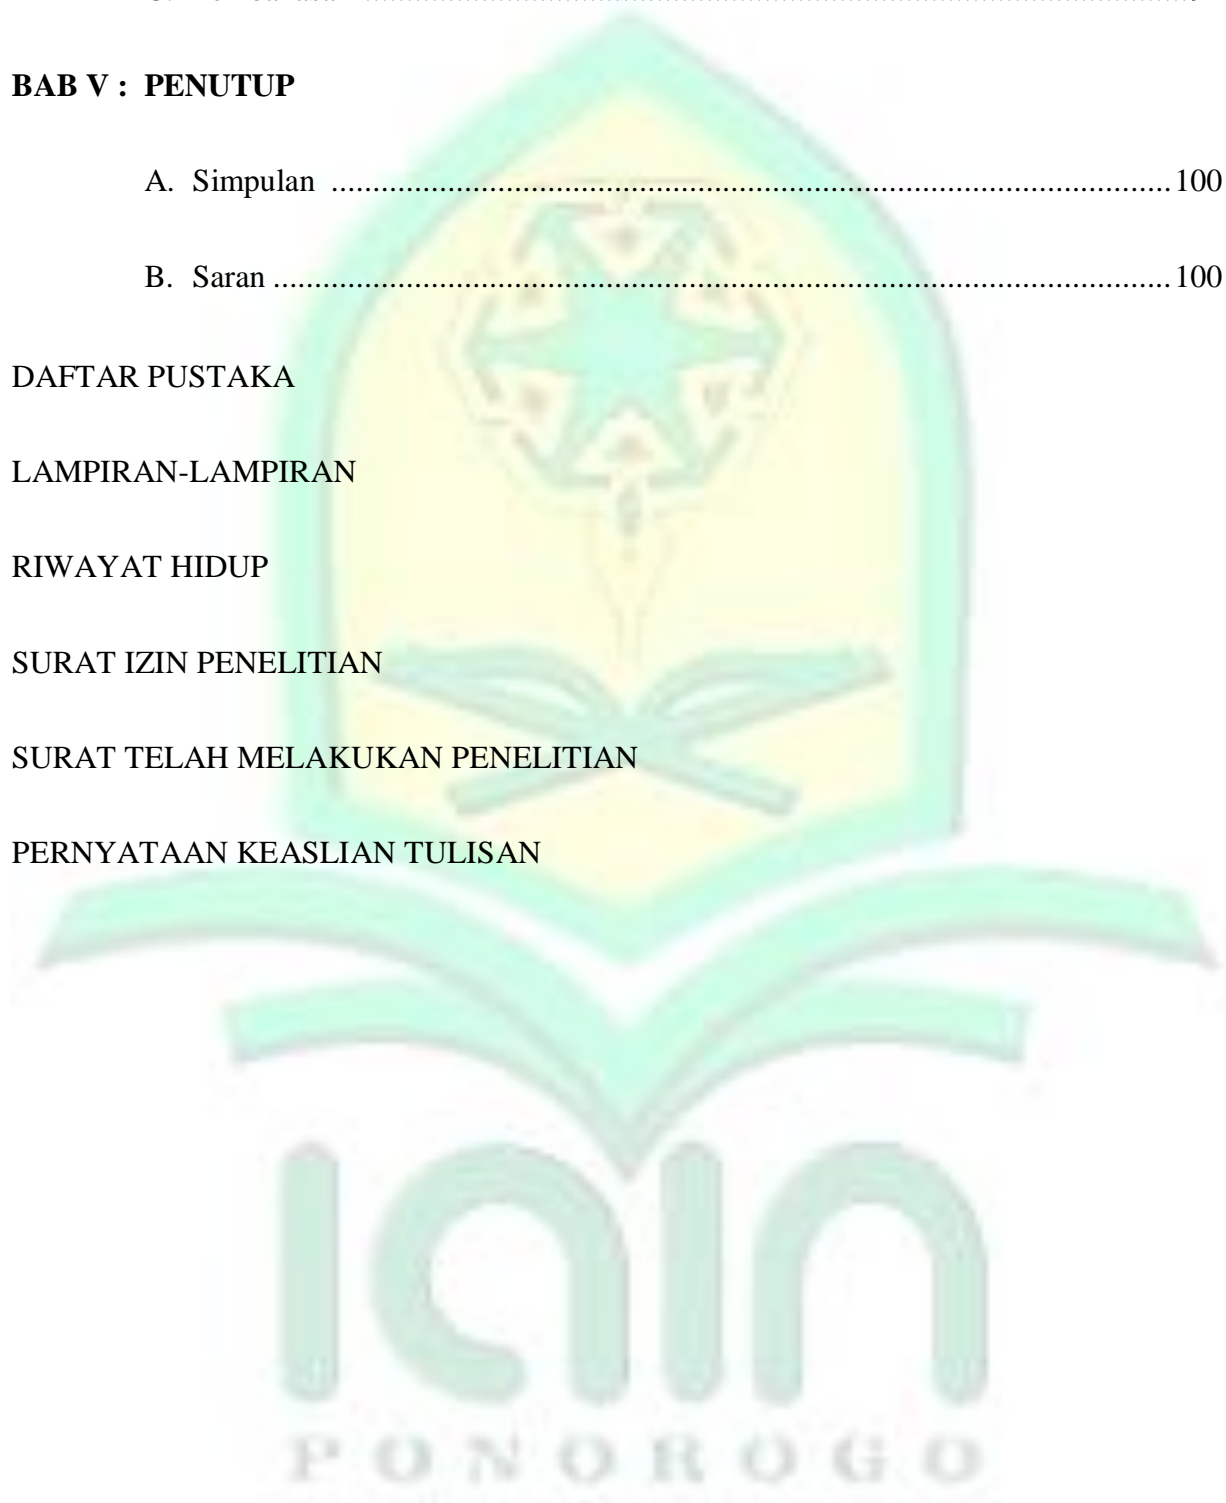 BAB V : PENUTUP
A. Simpulan ....................................................................................100
B. Saran ..........................................................................................100
DAFTAR PUSTAKA
LAMPIRAN-LAMPIRAN
RIWAYAT HIDUP
SURAT IZIN PENELITIAN
SURAT TELAH MELAKUKAN PENELITIAN
PERNYATAAN KEASLIAN TULISAN
iain
PONOROGO